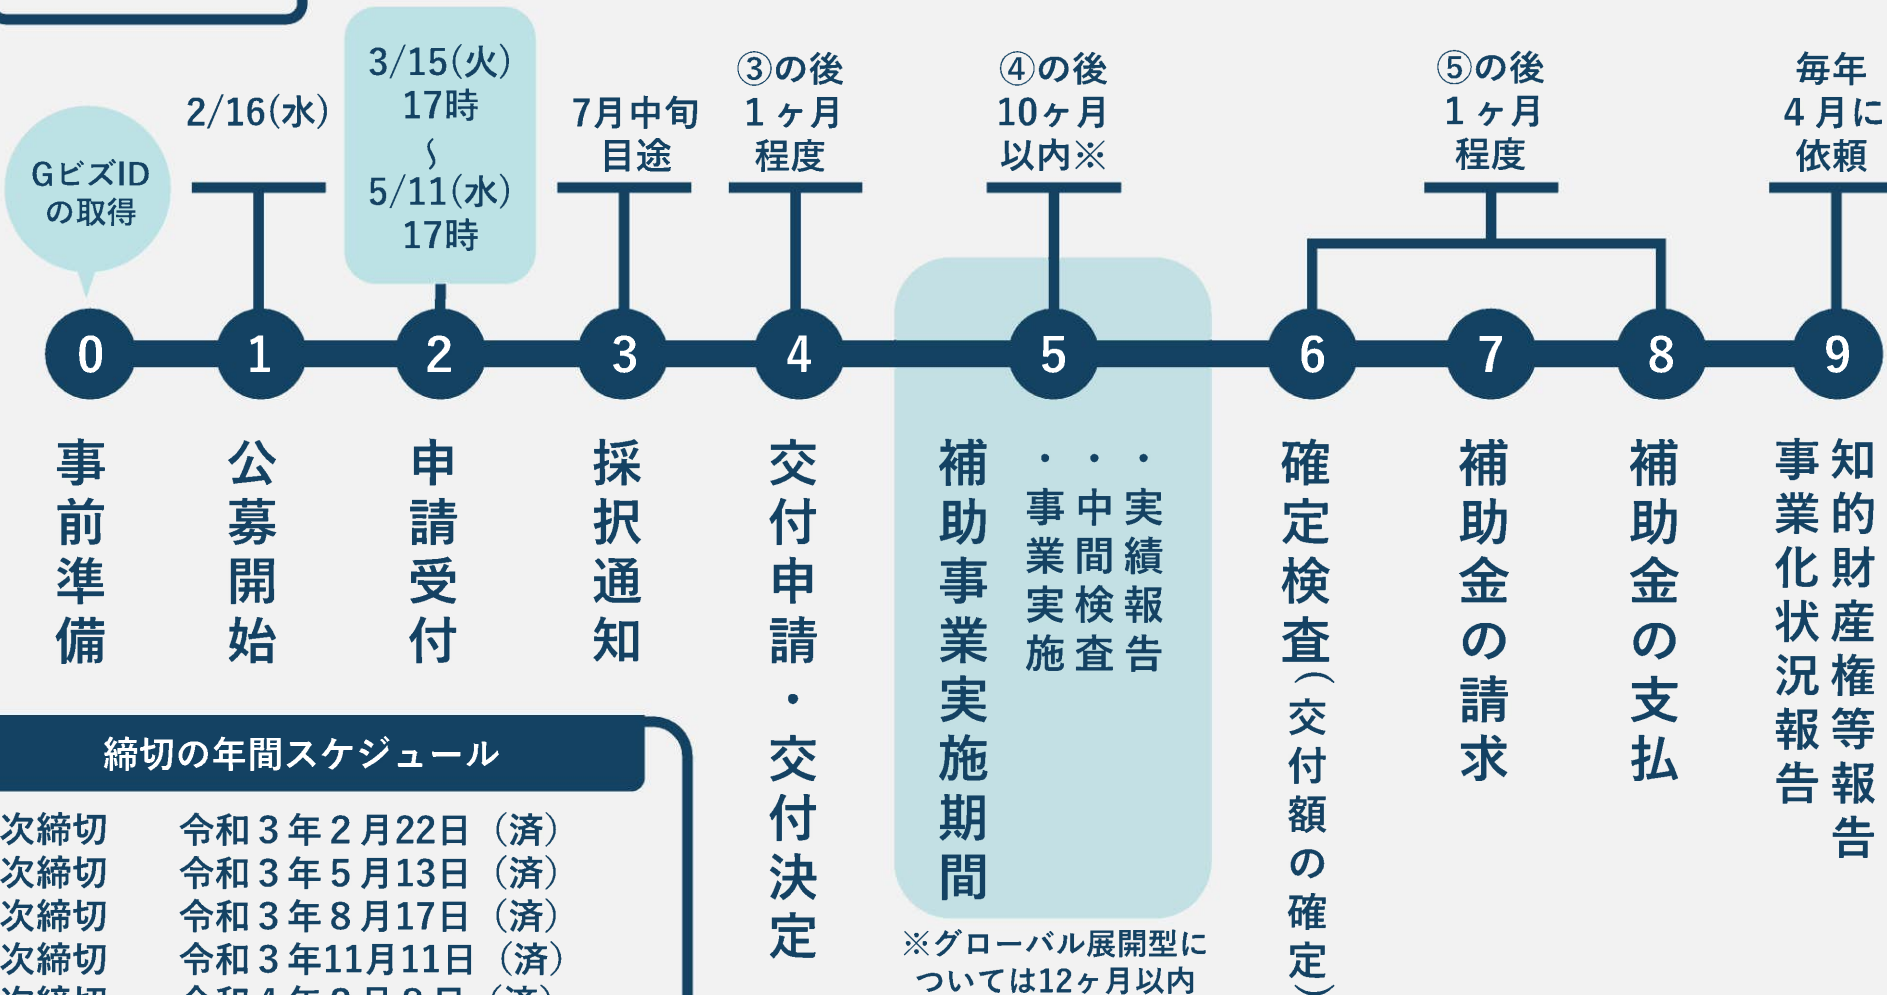 GビズID
の取得
2/16(水)
3/15(火)
17時
〜
5/11(水)
17時
7月中旬
目途
③の後
1ヶ月
程度
④の後
10ヶ月
以内※
⑤の後
1ヶ月
程度
毎年
4月に
依頼
0
1
2
3
4
5
6
7
8
9
事前準備
公募開始
申請受付
採択通知
交付申請・交付決定
補助事業実施期間
・事業実施
・中間検査
・実績報告
※グローバル展開型に
ついては12ヶ月以内
確定検査(交付額の確定)
補助金の請求
補助金の支払
事業化状況報告
知的財産権等報告
締切の年間スケジュール
次締切 令和3年2月22日(済)
次締切 令和3年5月13日(済)
次締切 令和3年8月17日(済)
次締切 令和3年11月11日(済)